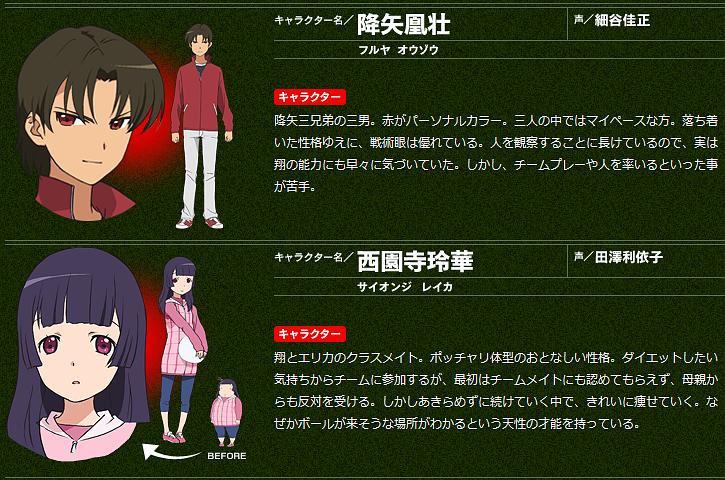 キャラクター名／降矢凰壮
声／細谷佳正
フルヤ オウゾウ
キャラクター
降矢三兄弟の三男。赤がパーソナルカラー。三人の中ではマイペースな方。落ち着
いた性格ゆえに、戦術眼は優れている。人を観察することに長けているので、実は
翔の能力にも早々に気づいていた。しかし、チームプレーや人を率いるといった事
が苦手。
キャラクター名／西園寺玲華
声／田澤利依子
サイオンジ レイカ
キャラクター
翔とエリカのクラスメイト。ポッチャリ体型のおとなしい性格。ダイエットしたい
気持ちからチームに参加するが、最初はチームメイトにも認めてもらえず、母親か
らも反対を受ける。しかしあきらめずに続けていく中で、きれいに痩せていく。な
ぜかボールが来そうな場所がわかるという天性の才能を持っている。
BEFORE